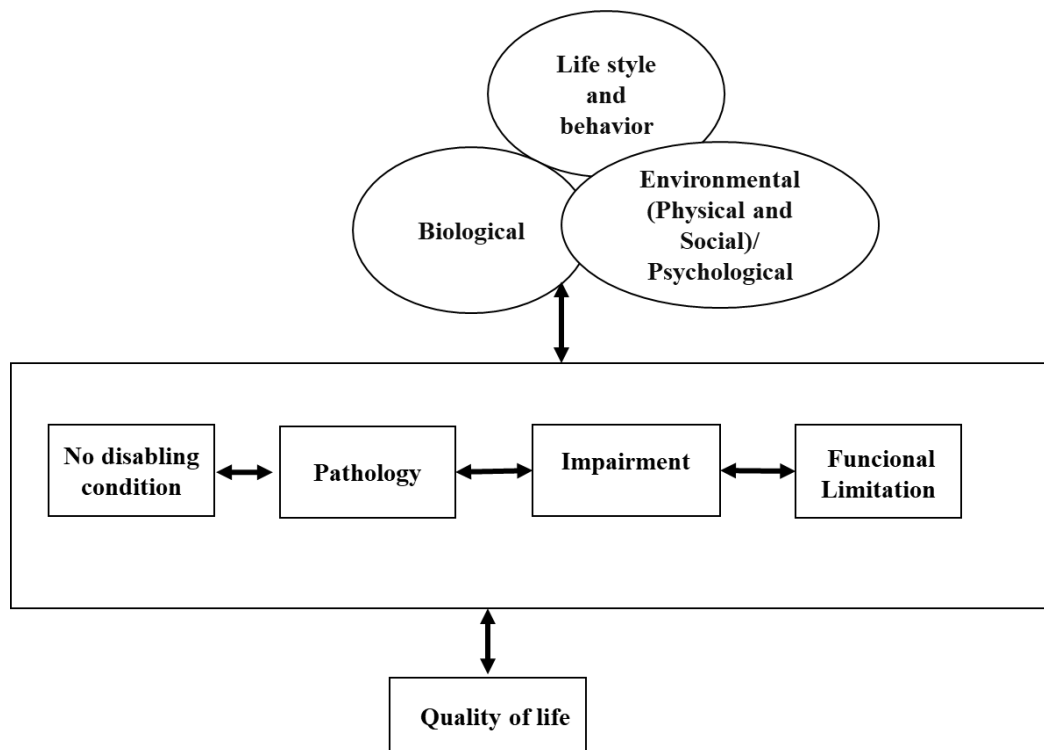 Life style
and
behavior
Biological
Environmental
(Physical and
Social)/
Psychological
No disabling
condition
Pathology
Impairment
Funcional
Limitation
Quality of life